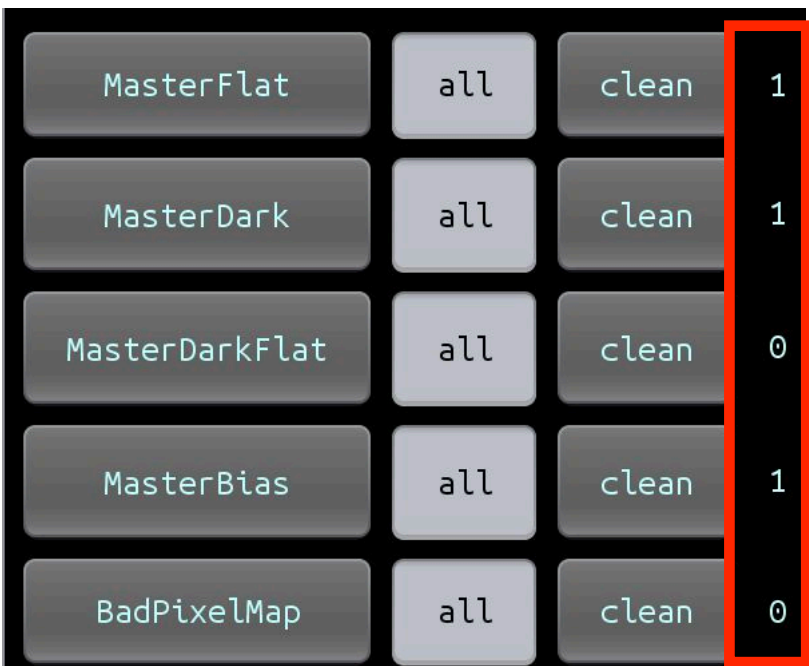 MasterFlat all clean 1
MasterDark all clean 1
MasterDarkFlat all clean 0
MasterBias all clean 1
BadPixelMap all clean 0